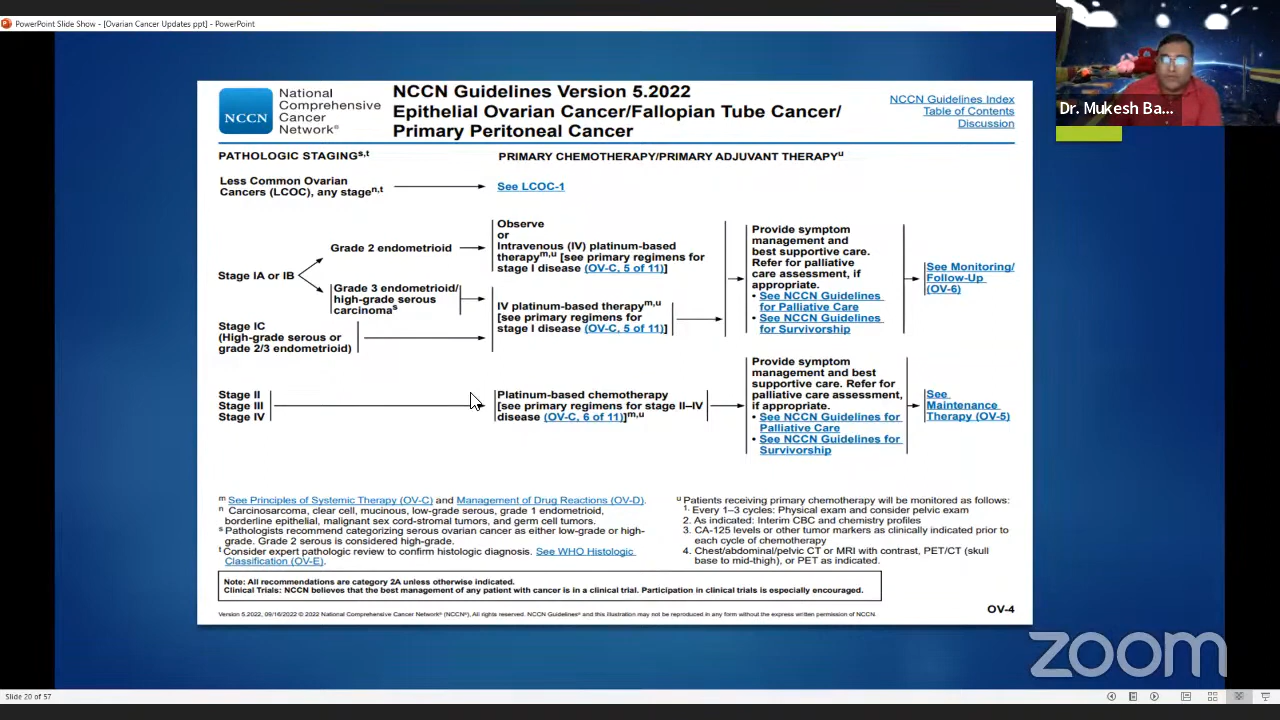 PowerPoint Slide Show - [Ovarian Cancer Updates ppt] - PowerPoint
Dr. Mukesh Ba...
NCCN
National
Comprehensive
Cancer
Network®
NCCN Guidelines Version 5.2022
Epithelial Ovarian Cancer/Fallopian Tube Cancer/
Primary Peritoneal Cancer
NCCN Guidelines Index
Table of Contents
Discussion
PATHOLOGIC STAGINGs,t
PRIMARY CHEMOTHERAPY/PRIMARY ADJUVANT THERAPYu
Less Common Ovarian
Cancers (LCOC), any stagen,t
See LCOC-1
Stage IA or IB
Grade 2 endometrioid
Grade 3 endometrioid/
high-grade serous
carcinomas
Stage IC
(High-grade serous or
grade 2/3 endometrioid)
Observe
or
Intravenous (IV) platinum-based
therapym,u [see primary regimens for
stage I disease (OV-C, 5 of 11)]
IV platinum-based therapym,u
[see primary regimens for
stage I disease (OV-C, 5 of 11)]
Provide symptom
management and
best supportive care.
Refer for palliative
care assessment, if
appropriate.
• See NCCN Guidelines
for Palliative Care
• See NCCN Guidelines
for Survivorship
See Monitoring/
Follow-Up
(OV-6)
Stage II
Stage III
Stage IV
Platinum-based chemotherapy
[see primary regimens for stage II–IV
disease (OV-C, 6 of 11)]m,u
Provide symptom
management and best
supportive care. Refer for
palliative care assessment,
if appropriate.
• See NCCN Guidelines for
Palliative Care
• See NCCN Guidelines for
Survivorship
See
Maintenance
Therapy (OV-5)
m See Principles of Systemic Therapy (OV-C) and Management of Drug Reactions (OV-D).
n Carcinosarcoma, clear cell, mucinous, low-grade serous, grade 1 endometrioid,
borderline epithelial, malignant sex cord-stromal tumors, and germ cell tumors.
s Pathologists recommend categorizing serous ovarian cancer as either low-grade or high-
grade. Grade 2 serous is considered high-grade.
t Consider expert pathologic review to confirm histologic diagnosis. See WHO Histologic
Classification (OV-E).
u Patients receiving primary chemotherapy will be monitored as follows:
1. Every 1–3 cycles: Physical exam and consider pelvic exam
2. As indicated: Interim CBC and chemistry profiles
3. CA-125 levels or other tumor markers as clinically indicated prior to
each cycle of chemotherapy
4. Chest/abdominal/pelvic CT or MRI with contrast, PET/CT (skull
base to mid-thigh), or PET as indicated.
Note: All recommendations are category 2A unless otherwise indicated.
Clinical Trials: NCCN believes that the best management of any patient with cancer is in a clinical trial. Participation in clinical trials is especially encouraged.
Version 5.2022, 09/16/2022 © 2022 National Comprehensive Cancer Network® (NCCN®), All rights reserved. NCCN Guidelines® and this illustration may not be reproduced in any form without the express written permission of NCCN.
OV-4
zoom
Slide 20 of 57